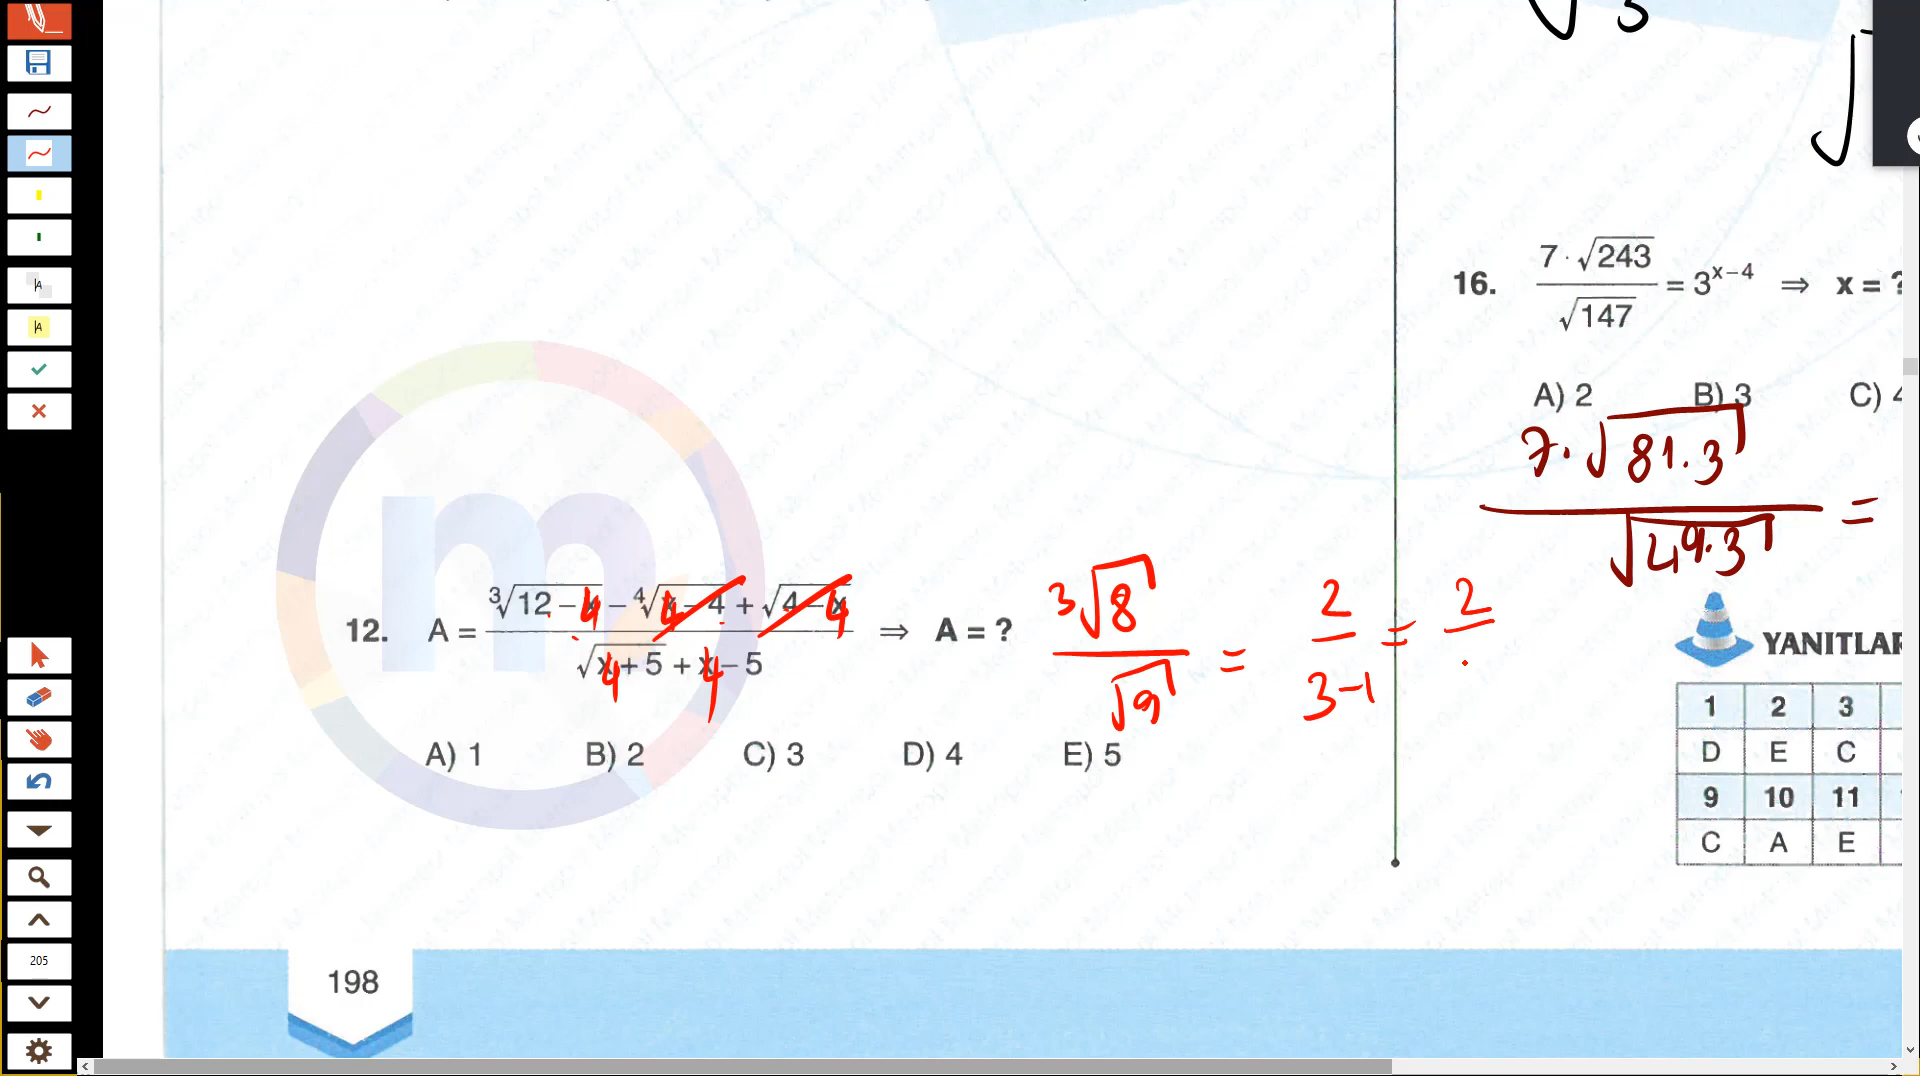 12. A = (∛(12 − x) − ∜(x − 4) + √(4 − x)) / (√(x + 5) + x − 5) ⇒ A = ?
4 4 4
4 4
∛8 / √9 = 2 / 3-1 = 2 / .
A) 1 B) 2 C) 3 D) 4 E) 5
198
√3
16. 7 · √243 / √147 = 3^(x−4) ⇒ x = ?
A) 2 B) 3 C) 4
7.√81.3 / √49.3 =
YANITLAR
1 2 3
D E C
9 10 11
C A E
205